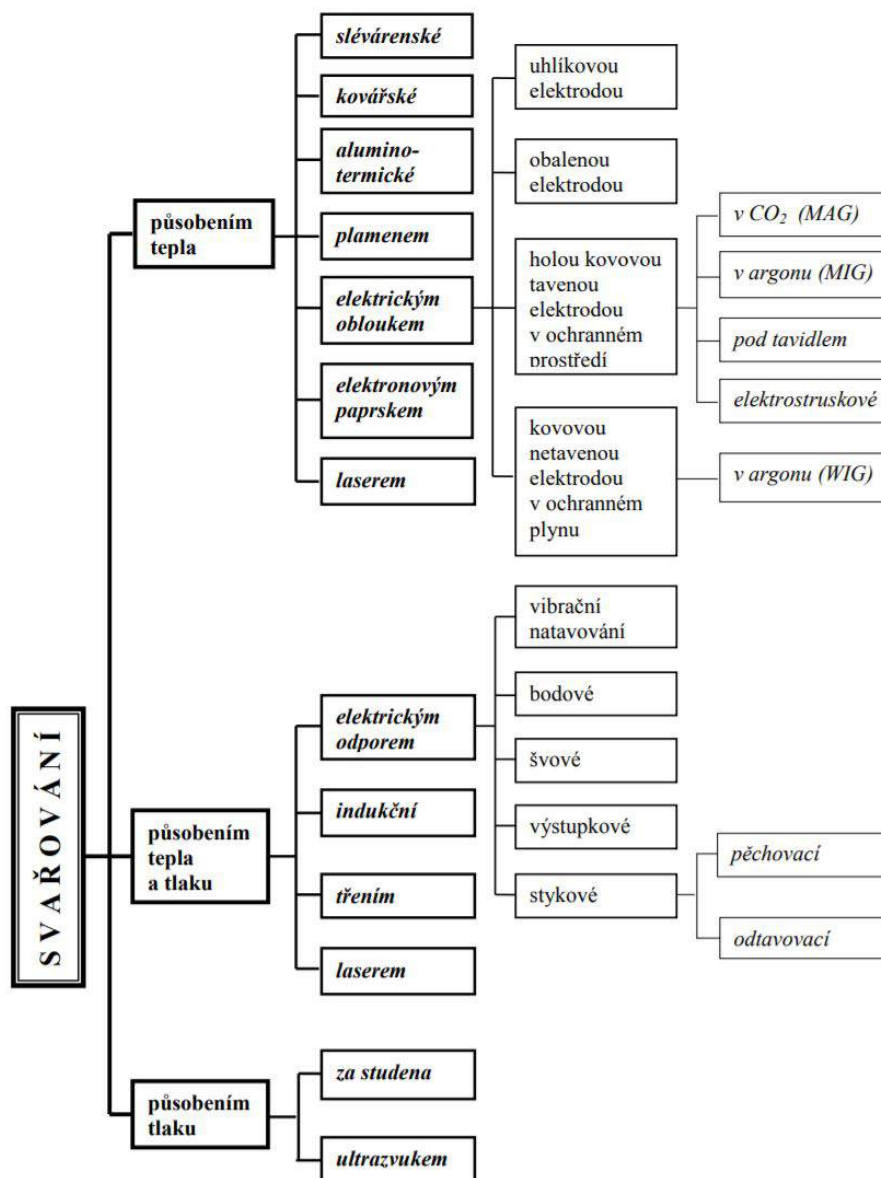 SVAŘOVÁNÍ
působením
tepla
slévárenské
kovářské
alumino-
termické
plamenem
elektrickým
obloukem
uhlíkovou
elektrodou
obalenou
elektrodou
holou kovovou
tavenou
elektrodou
v ochranném
prostředí
v CO₂ (MAG)
v argonu (MIG)
pod tavidlem
elektrostruskové
kovovou
netavenou
elektrodou
v ochranném
plynu
v argonu (WIG)
elektronovým
paprskem
laserem
působením
tepla
a tlaku
elektrickým
odporem
vibrační
natavování
bodové
švové
výstupkové
stykové
pěchovací
odtavovací
indukční
třením
laserem
působením
tlaku
za studena
ultrazvukem